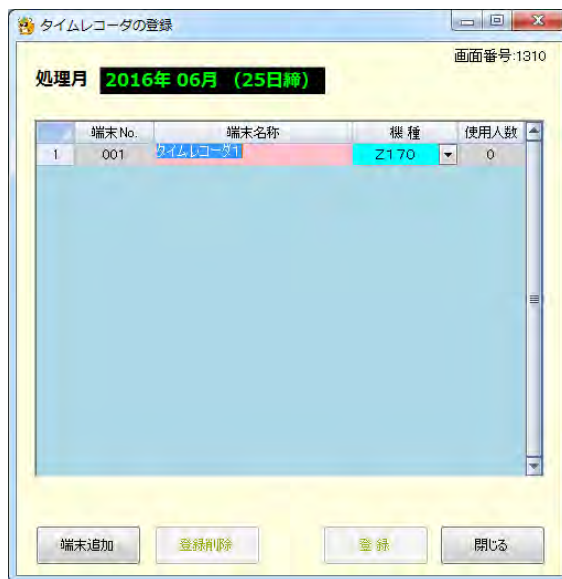 タイムレコーダの登録
画面番号:1310
処理月 2016年 06月 (25日締)
端末No. 端末名称 機種 使用人数
1 001 タイムレコーダ1 Z170 0
端末追加 登録削除 登録 閉じる